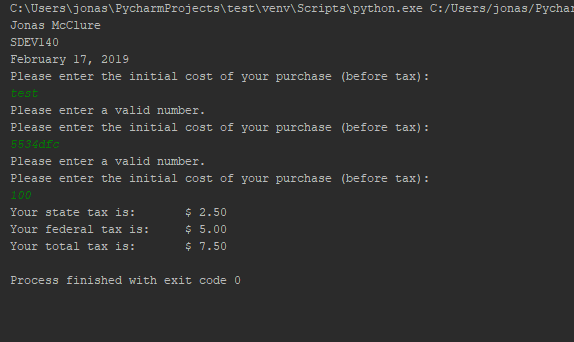 C:\Users\jonas\PycharmProjects\test\venv\Scripts\python.exe C:/Users/jonas/Pychar
Jonas McClure
SDEV140
February 17, 2019
Please enter the initial cost of your purchase (before tax):
test
Please enter a valid number.
Please enter the initial cost of your purchase (before tax):
5534dfc
Please enter a valid number.
Please enter the initial cost of your purchase (before tax):
100
Your state tax is: $ 2.50
Your federal tax is: $ 5.00
Your total tax is: $ 7.50
Process finished with exit code 0